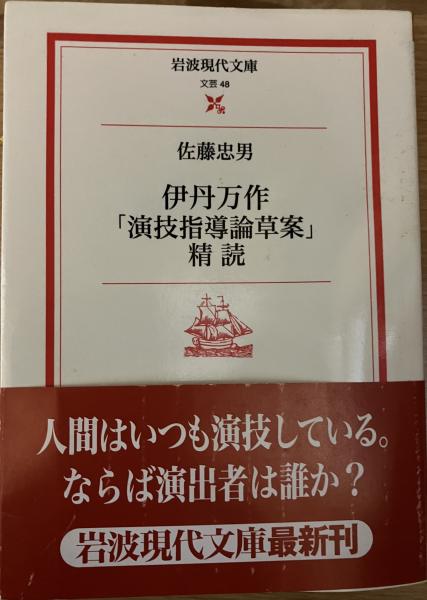 岩波現代文庫
文芸 48
佐藤忠男
伊丹万作
「演技指導論草案」
精読
人間はいつも演技している。
ならば演出者は誰か?
岩波現代文庫最新刊